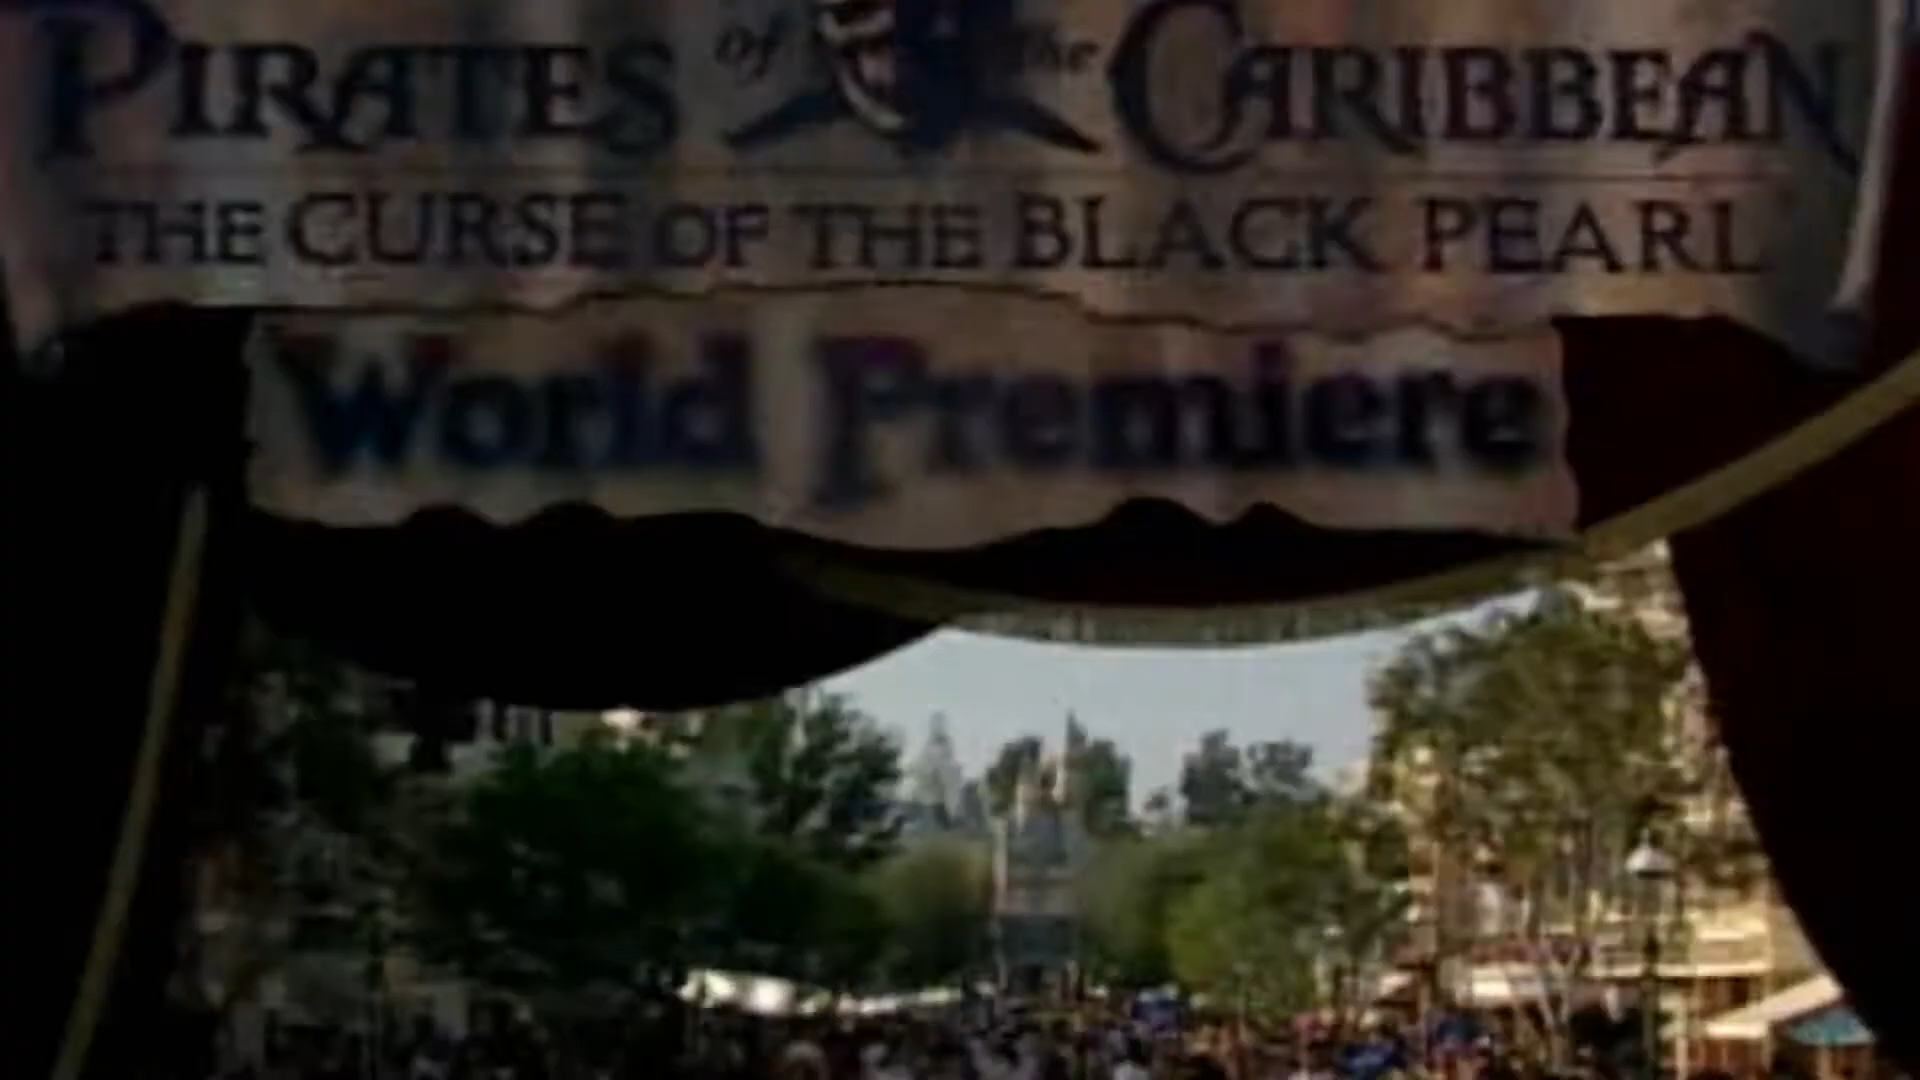 PIRATES of the CARIBBEAN
THE CURSE OF THE BLACK PEARL
World Premiere